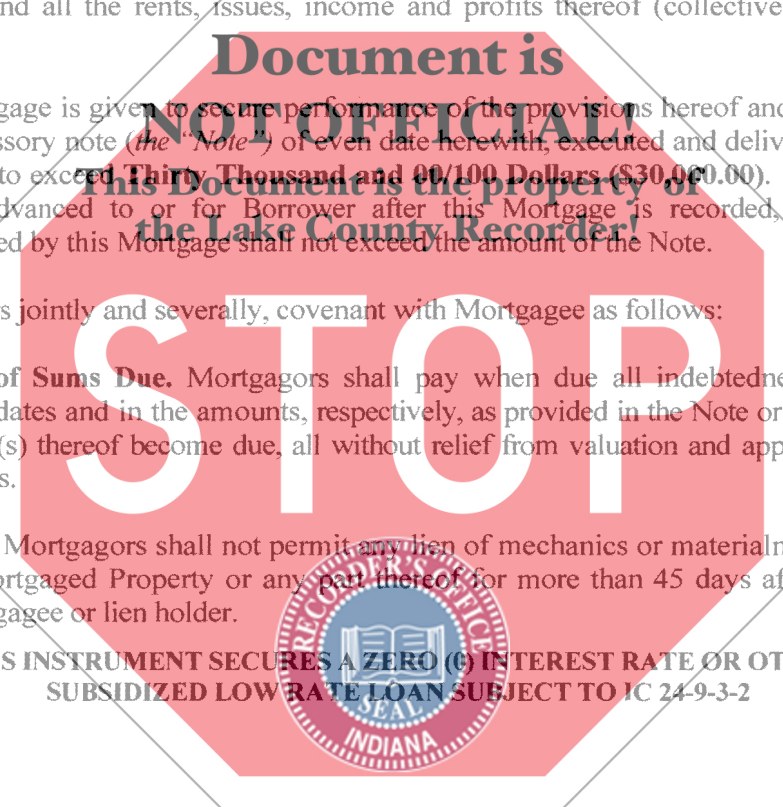 nd all the rents, issues, income and profits thereof (collective
Document is
gage is given to secure performance of the provisions hereof and
NOT OFFICIAL!
ssory note (the “Note”) of even date herewith, executed and deliv
to exceed Thirty Thousand and 00/100 Dollars ($30,000.00).
This Document is the property of
dvanced to or for Borrower after this Mortgage is recorded,
the Lake County Recorder!
ed by this Mortgage shall not exceed the amount of the Note.
s jointly and severally, covenant with Mortgagee as follows:
STOP
of Sums Due. Mortgagors shall pay when due all indebtedne
dates and in the amounts, respectively, as provided in the Note or
(s) thereof become due, all without relief from valuation and app
s.
Mortgagors shall not permit any lien of mechanics or materialn
ortgaged Property or any part thereof for more than 45 days af
gagee or lien holder.
RECORDER'S OFFICE
S INSTRUMENT SECURES A ZERO (0) INTEREST RATE OR OT
SUBSIDIZED LOW RATE LOAN SUBJECT TO IC 24-9-3-2
SEAL
INDIANA